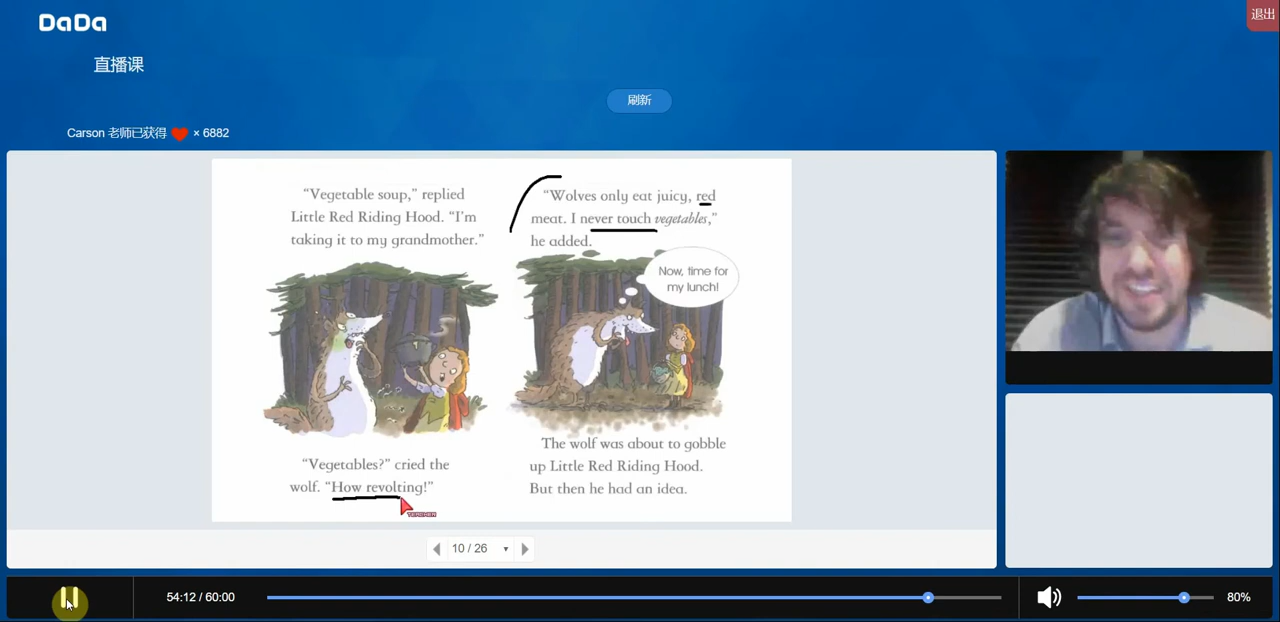 DaDa
退出
直播课
刷新
Carson 老师已获得 × 6882
“Vegetable soup,” replied
Little Red Riding Hood. “I’m
taking it to my grandmother.”
“Vegetables?” cried the
wolf. “How revolting!”
“Wolves only eat juicy, red
meat. I never touch vegetables,”
he added.
Now, time for
my lunch!
The wolf was about to gobble
up Little Red Riding Hood.
But then he had an idea.
TEACHER
10 / 26
54:12 / 60:00
80%